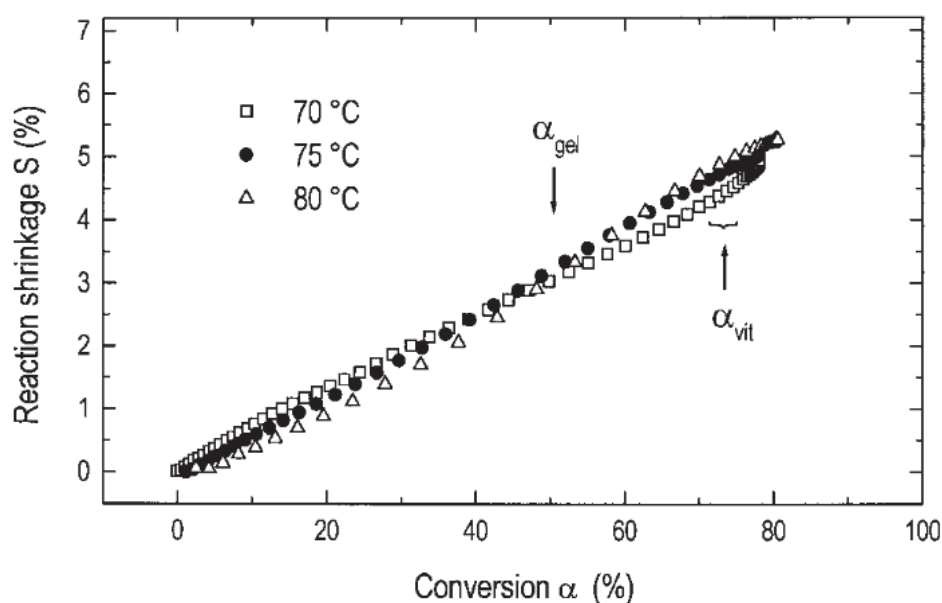 Reaction shrinkage S (%)
7
6
5
4
3
2
1
0
70 °C
75 °C
80 °C
α gel
α vit
0 20 40 60 80 100
Conversion α (%)